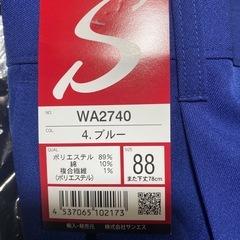 S
NO.
WA2740
COL.
4.ブルー
QUAL.
ポリエステル 89%
綿 10%
複合繊維 1%
(ポリエステル)
SIZE
88
また下丈78cm
4 537065 102173
輸入・発売元 株式会社サンエス